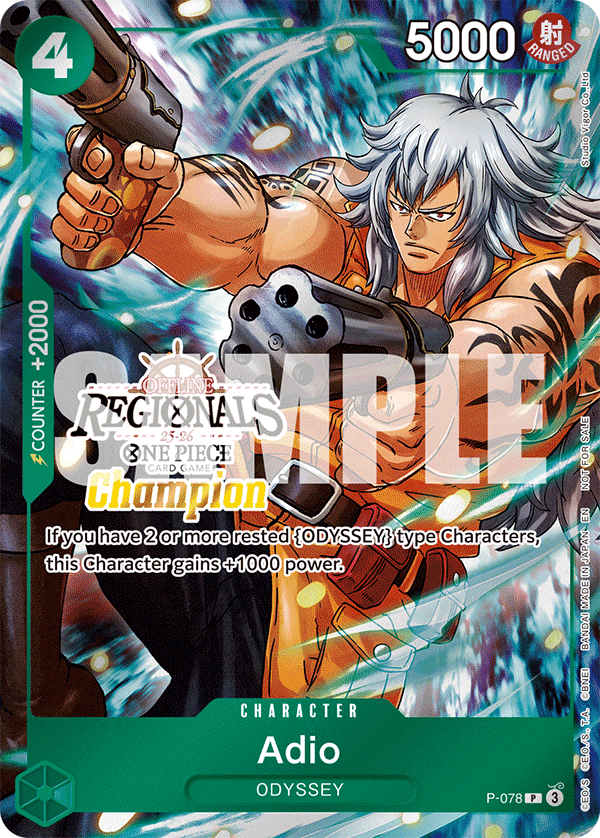 4
5000
射
RANGED
Studio Vigor Co., Ltd
COUNTER +2000
SAMPLE
OFFLINE
REGIONALS
25-26
ONE PIECE
CARD GAME
Champion
If you have 2 or more rested {ODYSSEY} type Characters,
this Character gains +1000 power.
©E/S ©E.O./S., T.A. ©BNEI BANDAI MADE IN JAPAN EN NOT FOR SALE
CHARACTER
Adio
ODYSSEY
P-078 P 3